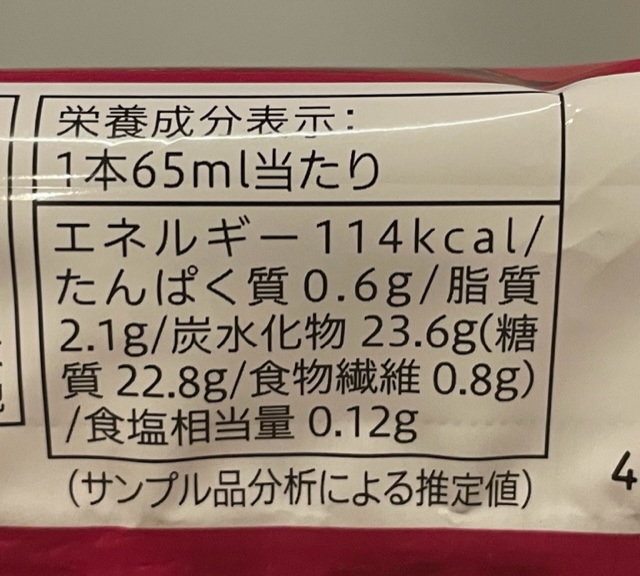 栄養成分表示：
1本65ml当たり
エネルギー114kcal/
たんぱく質0.6g/脂質
2.1g/炭水化物 23.6g(糖
質 22.8g/食物繊維 0.8g)
/食塩相当量 0.12g
(サンプル品分析による推定値)
4